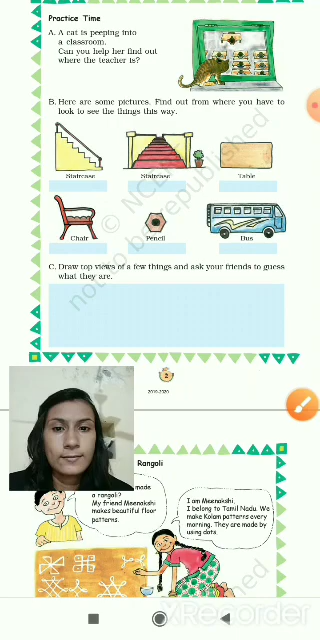 Practice Time
A. A cat is peeping into
a classroom.
Can you help her find out
where the teacher is?
B. Here are some pictures. Find out from where you have to
look to see the things this way.
Staircase
Staircase
Table
Chair
Pencil
Bus
© NCERT
not to be republished
C. Draw top views of a few things and ask your friends to guess
what they are.
2
2019-2020
Rangoli
made
a rangoli?
My friend Meenakshi
makes beautiful floor
patterns.
I am Meenakshi.
I belong to Tamil Nadu. We
make Kolam patterns every
morning. They are made by
using dots.
XRecorder